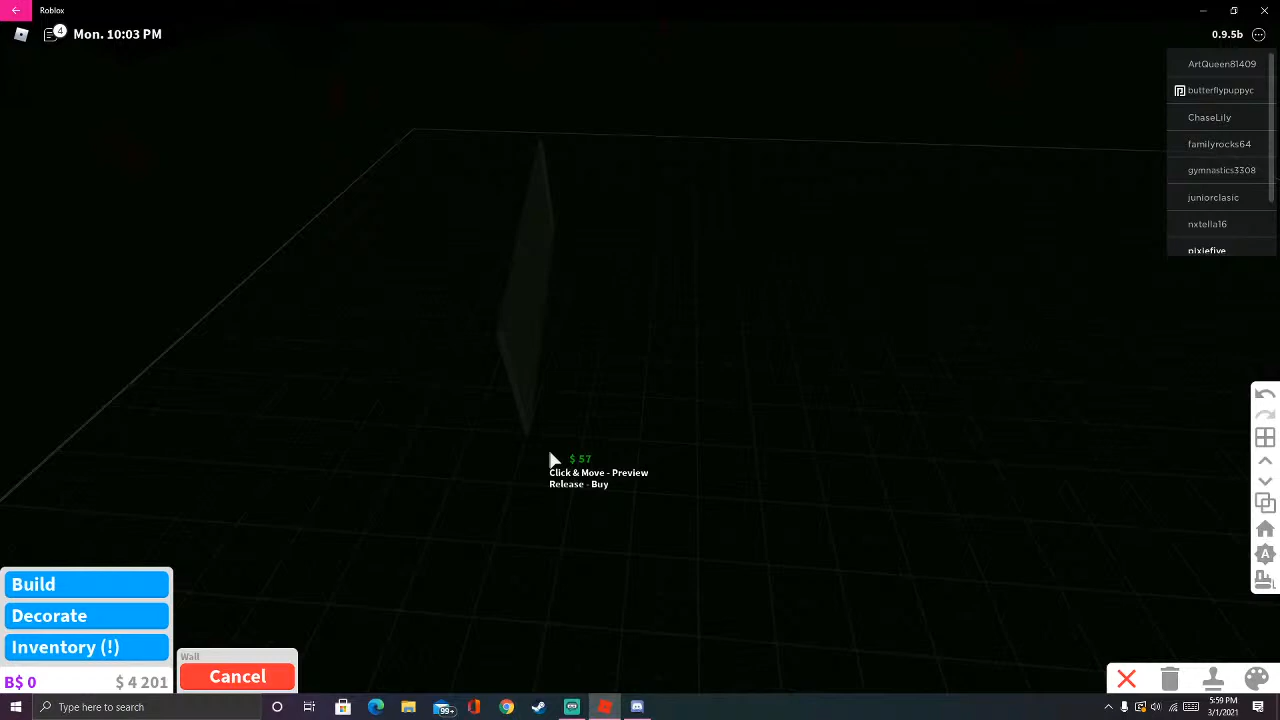 Roblox
4
Mon. 10:03 PM
0.9.5b
ArtQueen81409
butterflypuppyc
ChaseLily
familyrocks64
gymnastics3308
juniorclasic
nxtella16
$ 57
Click & Move - Preview
Release - Buy
Build
Decorate
Inventory (!)
B$ 0
$ 4 201
Wall
Cancel
Type here to search
99+
5:59 PM
3/1/2021